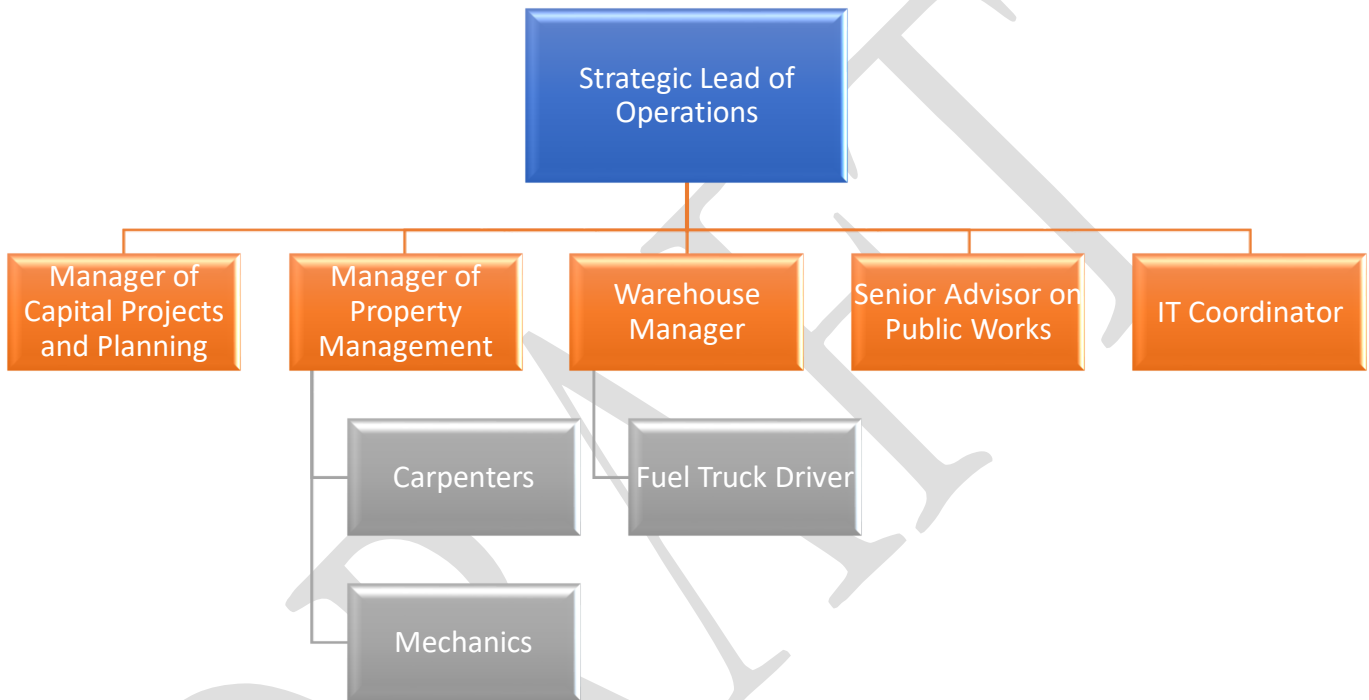 Strategic Lead of
Operations
Manager of
Capital Projects
and Planning
Manager of
Property
Management
Warehouse
Manager
Senior Advisor on
Public Works
IT Coordinator
Carpenters
Fuel Truck Driver
Mechanics
DRAFT